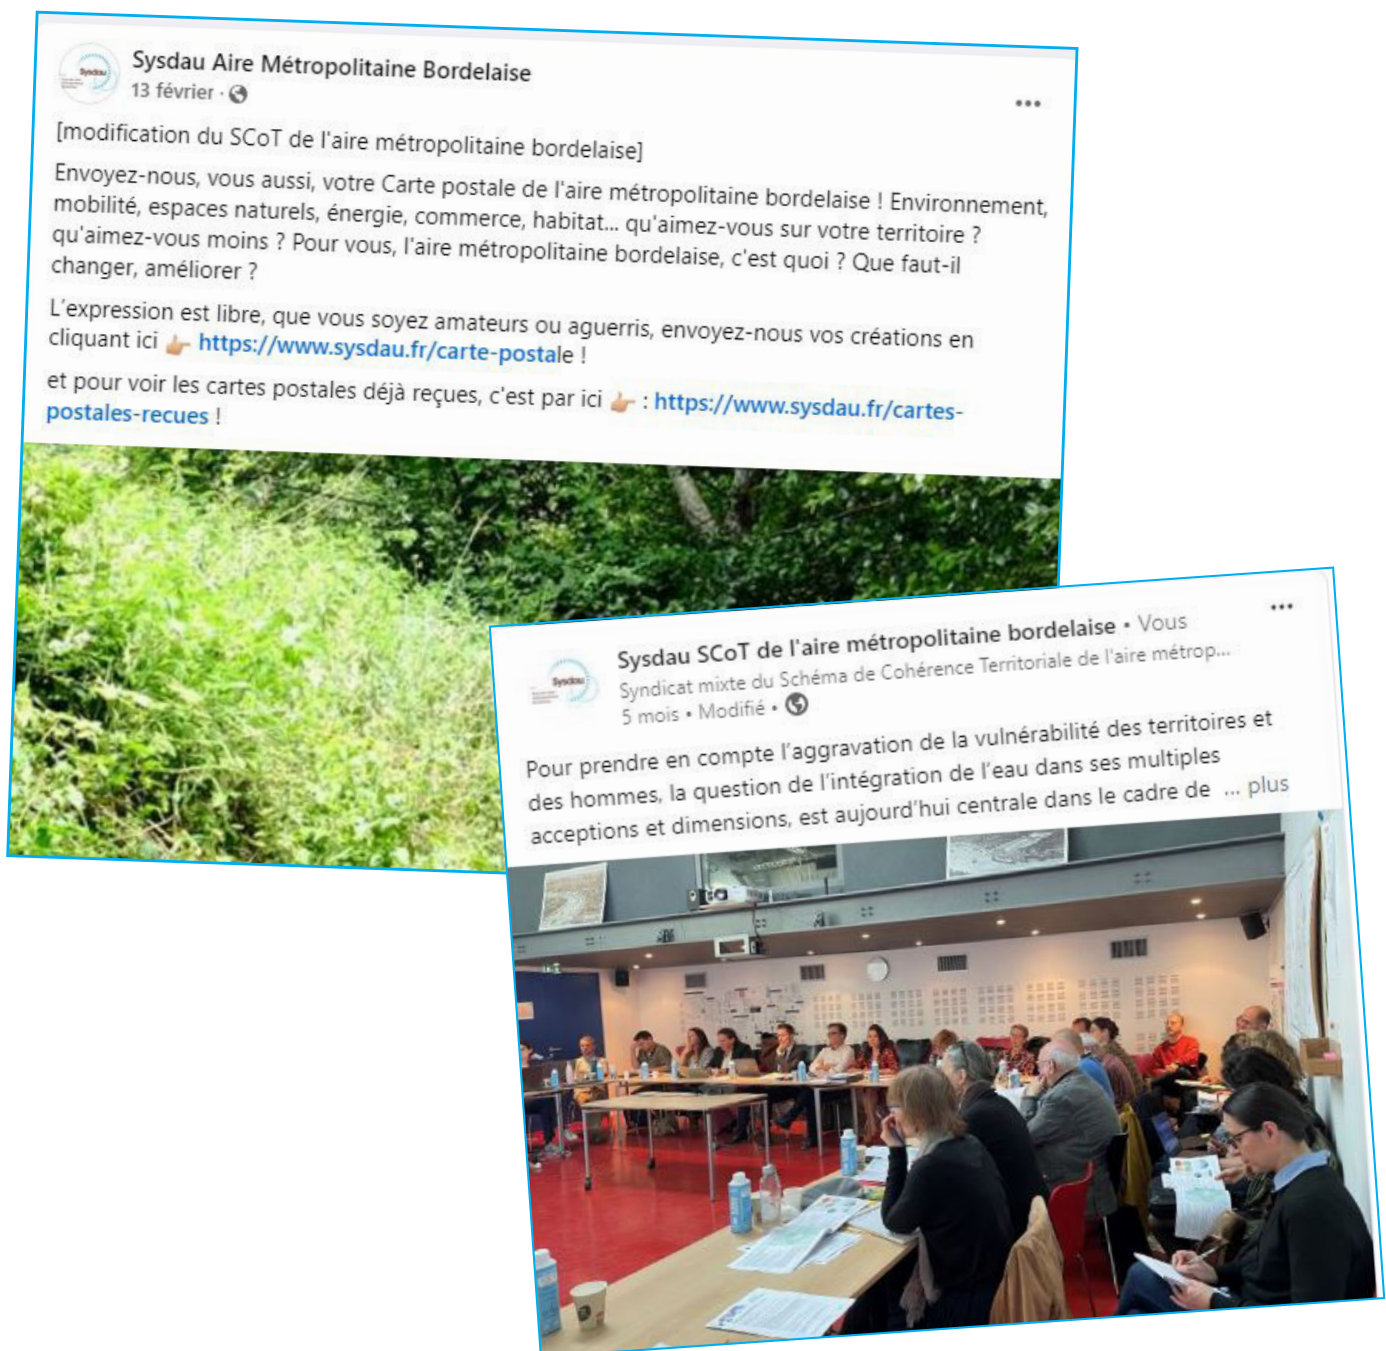 Sysdau
Sysdau Aire Métropolitaine Bordelaise
13 février ·
[modification du SCoT de l'aire métropolitaine bordelaise]
Envoyez-nous, vous aussi, votre Carte postale de l'aire métropolitaine bordelaise ! Environnement,
mobilité, espaces naturels, énergie, commerce, habitat... qu'aimez-vous sur votre territoire ?
qu'aimez-vous moins ? Pour vous, l'aire métropolitaine bordelaise, c'est quoi ? Que faut-il
changer, améliorer ?
L'expression est libre, que vous soyez amateurs ou aguerris, envoyez-nous vos créations en
cliquant ici 👉🏼 https://www.sysdau.fr/carte-postale !
et pour voir les cartes postales déjà reçues, c'est par ici 👉🏼 : https://www.sysdau.fr/cartes-
postales-recues !
Sysdau
Sysdau SCoT de l'aire métropolitaine bordelaise • Vous
Syndicat mixte du Schéma de Cohérence Territoriale de l'aire métrop...
5 mois • Modifié •
Pour prendre en compte l’aggravation de la vulnérabilité des territoires et
des hommes, la question de l’intégration de l’eau dans ses multiples
acceptions et dimensions, est aujourd’hui centrale dans le cadre de ... plus